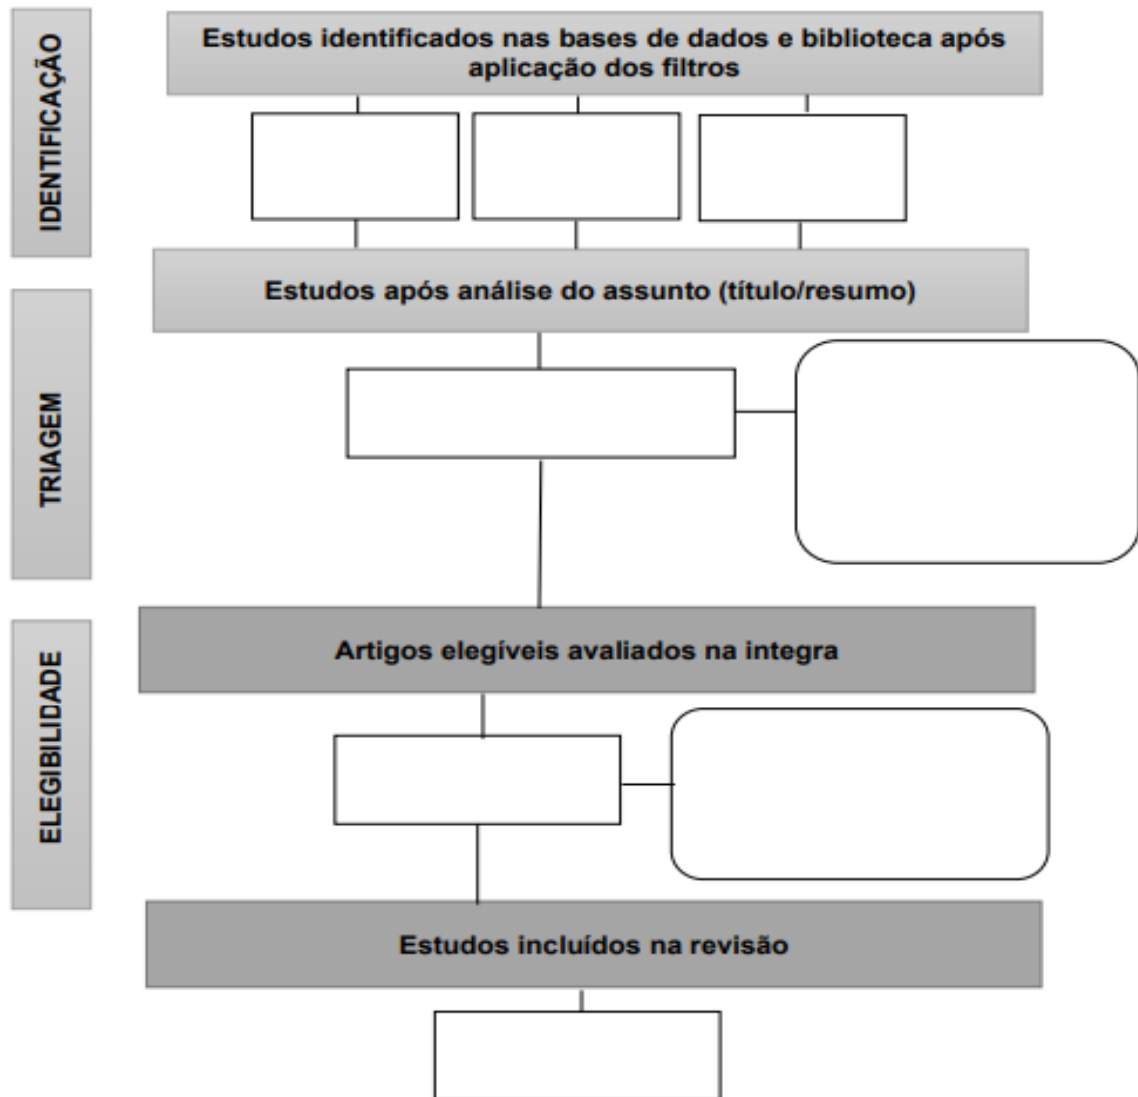 IDENTIFICAÇÃO
Estudos identificados nas bases de dados e biblioteca após
aplicação dos filtros
Estudos após análise do assunto (título/resumo)
TRIAGEM
Artigos elegíveis avaliados na integra
ELEGIBILIDADE
Estudos incluídos na revisão